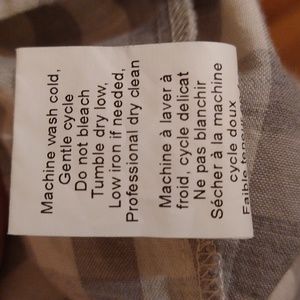 Machine wash cold,
Gentle cycle
Do not bleach
Tumble dry low,
Low iron if needed,
Professional dry clean
Machine à laver à
froid, cycle delicat
Ne pas blanchir
Sécher à la machine
cycle doux
Faible